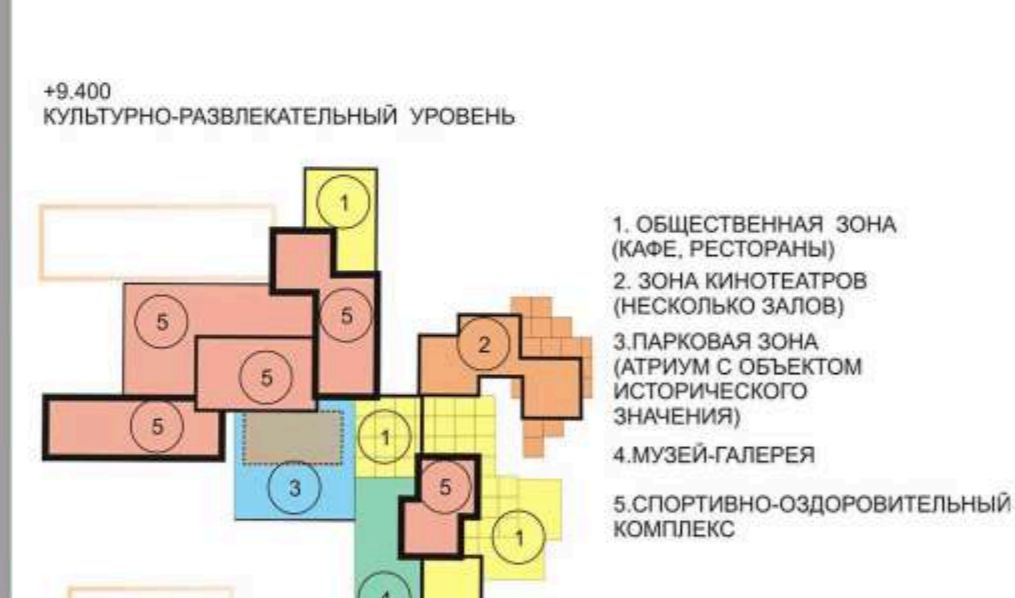 +9.400
КУЛЬТУРНО-РАЗВЛЕКАТЕЛЬНЫЙ УРОВЕНЬ
1
1. ОБЩЕСТВЕННАЯ ЗОНА
(КАФЕ, РЕСТОРАНЫ)
2. ЗОНА КИНОТЕАТРОВ
(НЕСКОЛЬКО ЗАЛОВ)
3.ПАРКОВАЯ ЗОНА
(АТРИУМ С ОБЪЕКТОМ
ИСТОРИЧЕСКОГО
ЗНАЧЕНИЯ)
4.МУЗЕЙ-ГАЛЕРЕЯ
5.СПОРТИВНО-ОЗДОРОВИТЕЛЬНЫЙ
КОМПЛЕКС
5
5
2
5
5
1
3
5
1
4